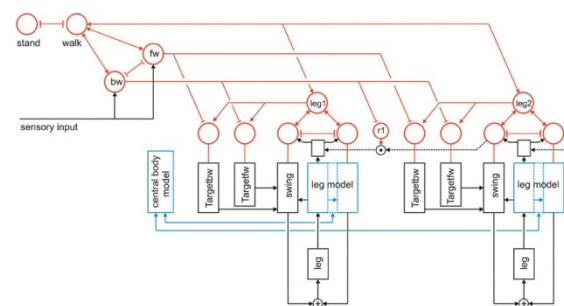 stand
walk
fw
bw
sensory input
leg1
leg2
r1
central body
model
Targetbw
Targetfw
swing
leg model
Targetbw
Targetfw
swing
leg model
leg
leg